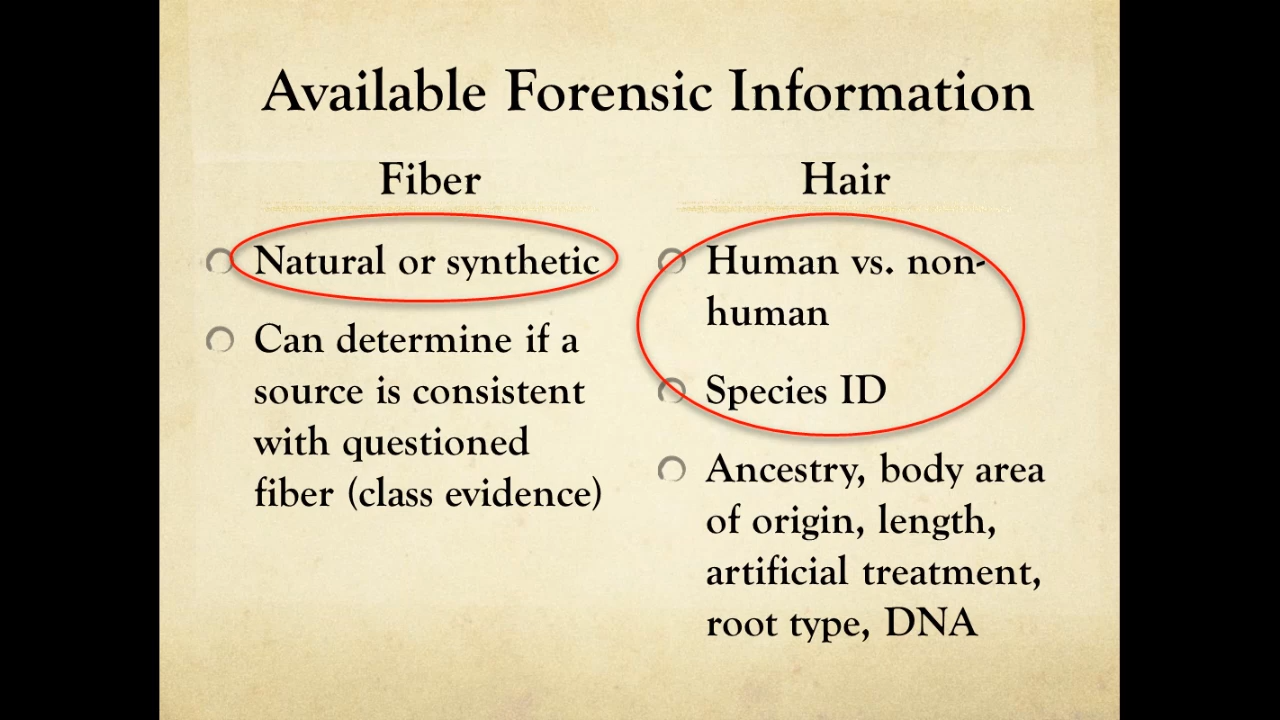 Available Forensic Information
Fiber
Natural or synthetic
Can determine if a
source is consistent
with questioned
fiber (class evidence)
Hair
Human vs. non-
human
Species ID
Ancestry, body area
of origin, length,
artificial treatment,
root type, DNA